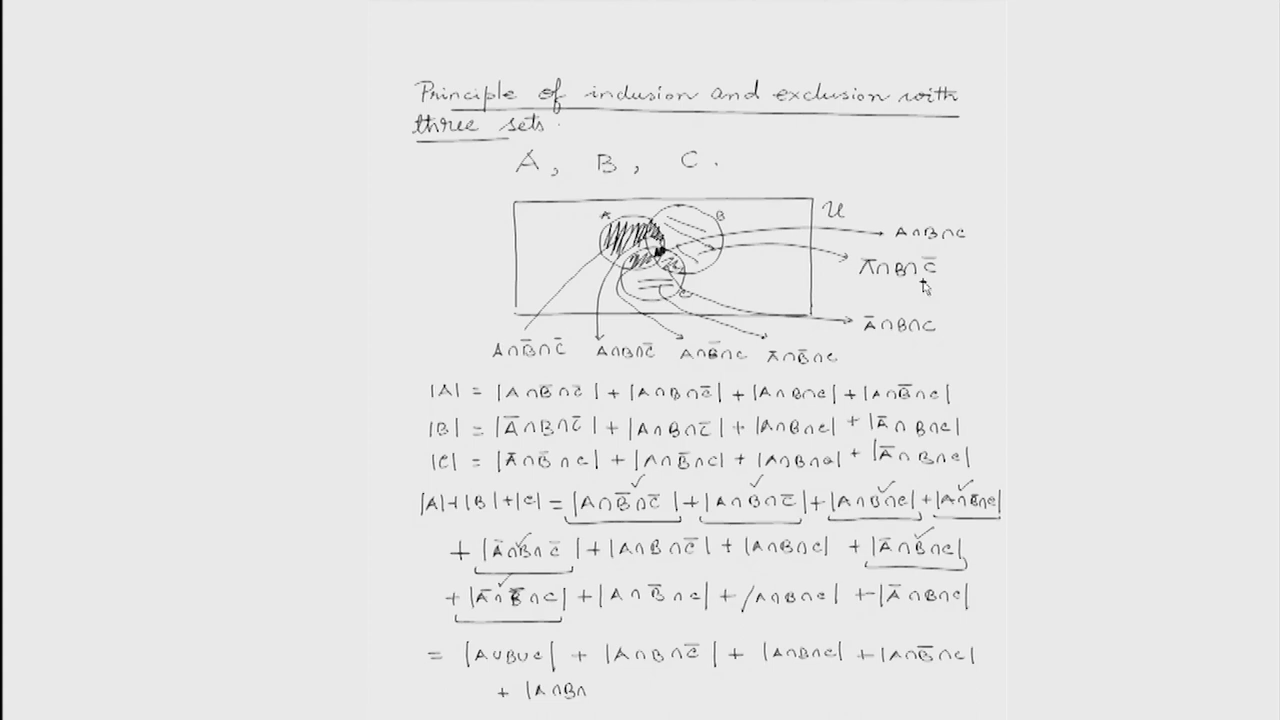 Principle of inclusion and exclusion with
three sets.
A, B, C.
U
A B
A∩B∩C
A̅∩B∩C̅
C
A̅∩B∩C
A∩B̅∩C̅ A∩B∩C̅ A∩B̅∩C A̅∩B̅∩C
|A| = |A∩B̅∩C̅| + |A∩B∩C̅| + |A∩B∩C| + |A∩B̅∩C|
|B| = |A̅∩B∩C̅| + |A∩B∩C̅| + |A∩B∩C| + |A̅∩B∩C|
|C| = |A̅∩B̅∩C| + |A∩B̅∩C| + |A∩B∩C| + |A̅∩B∩C|
|A|+|B|+|C| = |A∩B̅∩C̅| + |A∩B∩C̅| + |A∩B∩C| + |A∩B̅∩C|
+ |A̅∩B∩C̅| + |A∩B∩C̅| + |A∩B∩C| + |A̅∩B∩C|
+ |A̅∩B̅∩C| + |A∩B̅∩C| + |A∩B∩C| + |A̅∩B∩C|
= |A∪B∪C| + |A∩B∩C̅| + |A∩B∩C| + |A∩B̅∩C|
+ |A∩B∩